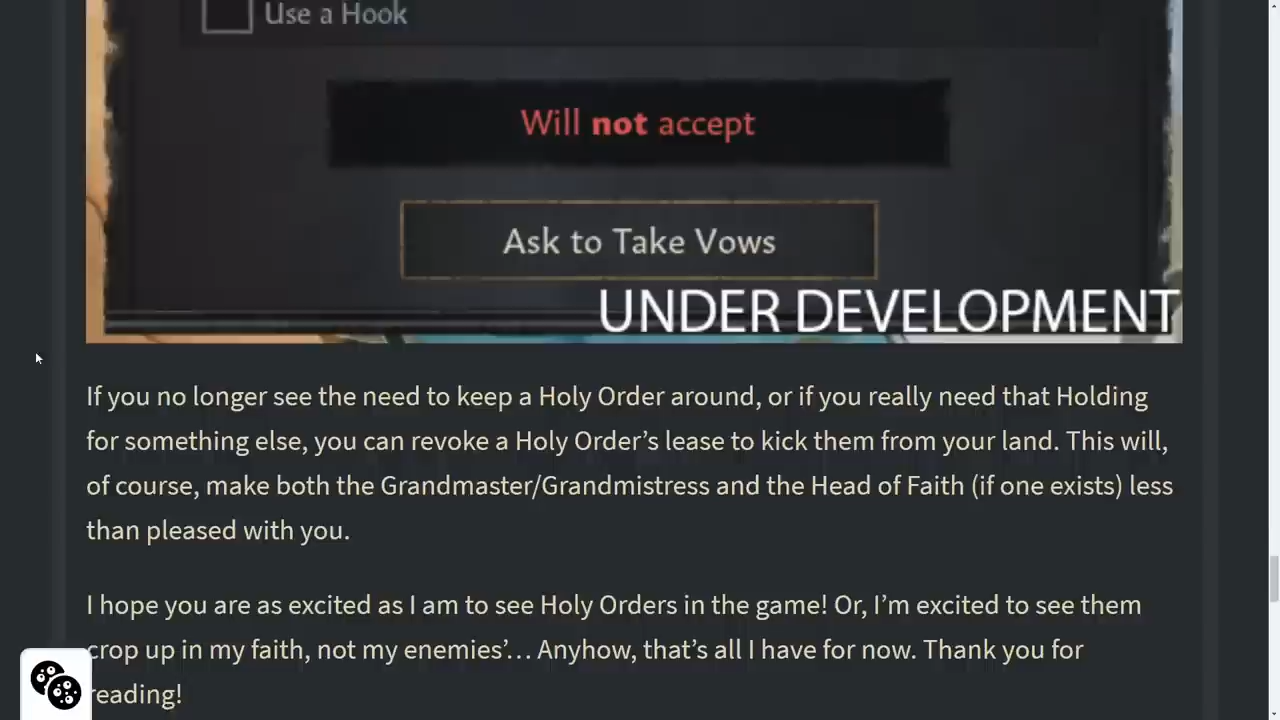 Use a Hook
Will not accept
Ask to Take Vows
UNDER DEVELOPMENT
If you no longer see the need to keep a Holy Order around, or if you really need that Holding
for something else, you can revoke a Holy Order’s lease to kick them from your land. This will,
of course, make both the Grandmaster/Grandmistress and the Head of Faith (if one exists) less
than pleased with you.
I hope you are as excited as I am to see Holy Orders in the game! Or, I’m excited to see them
crop up in my faith, not my enemies’… Anyhow, that’s all I have for now. Thank you for
reading!